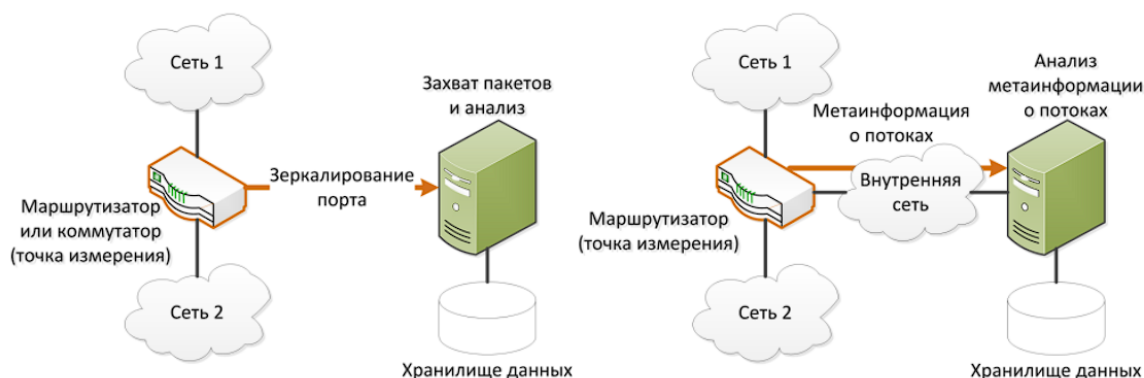 Сеть 1
Захват пакетов
и анализ
Зеркалирование
порта
Маршрутизатор
или коммутатор
(точка измерения)
Сеть 2
Хранилище данных
Сеть 1
Анализ
метаинформации
о потоках
Метаинформация
о потоках
Внутренняя
сеть
Маршрутизатор
(точка измерения)
Сеть 2
Хранилище данных